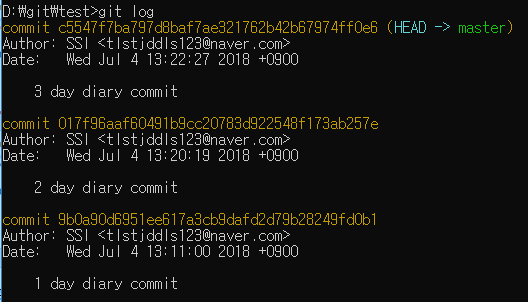 D:₩git₩test>git log
commit c5547f7ba797d8baf7ae321762b42b67974ff0e6 (HEAD -> master)
Author: SSI <tlstjddls123@naver.com>
Date:   Wed Jul 4 13:22:27 2018 +0900
    3 day diary commit
commit 017f96aaf60491b9cc20783d922548f173ab257e
Author: SSI <tlstjddls123@naver.com>
Date:   Wed Jul 4 13:20:19 2018 +0900
    2 day diary commit
commit 9b0a90d6951ee617a3cb9dafd2d79b28249fd0b1
Author: SSI <tlstjddls123@naver.com>
Date:   Wed Jul 4 13:11:00 2018 +0900
    1 day diary commit